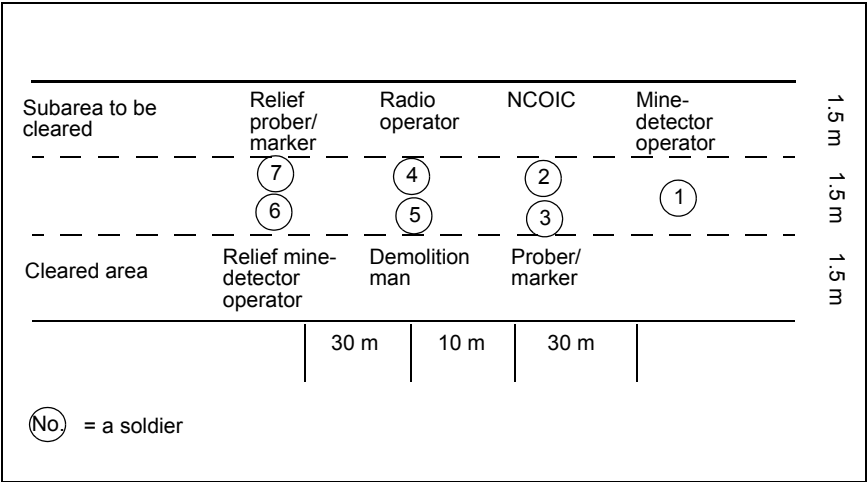 Subarea to be
cleared
Relief
prober/
marker
Radio
operator
NCOIC
Mine-
detector
operator
1.5 m
7
4
2
1
1.5 m
6
5
3
Cleared area
Relief mine-
detector
operator
Demolition
man
Prober/
marker
1.5 m
30 m
10 m
30 m
No.
= a soldier